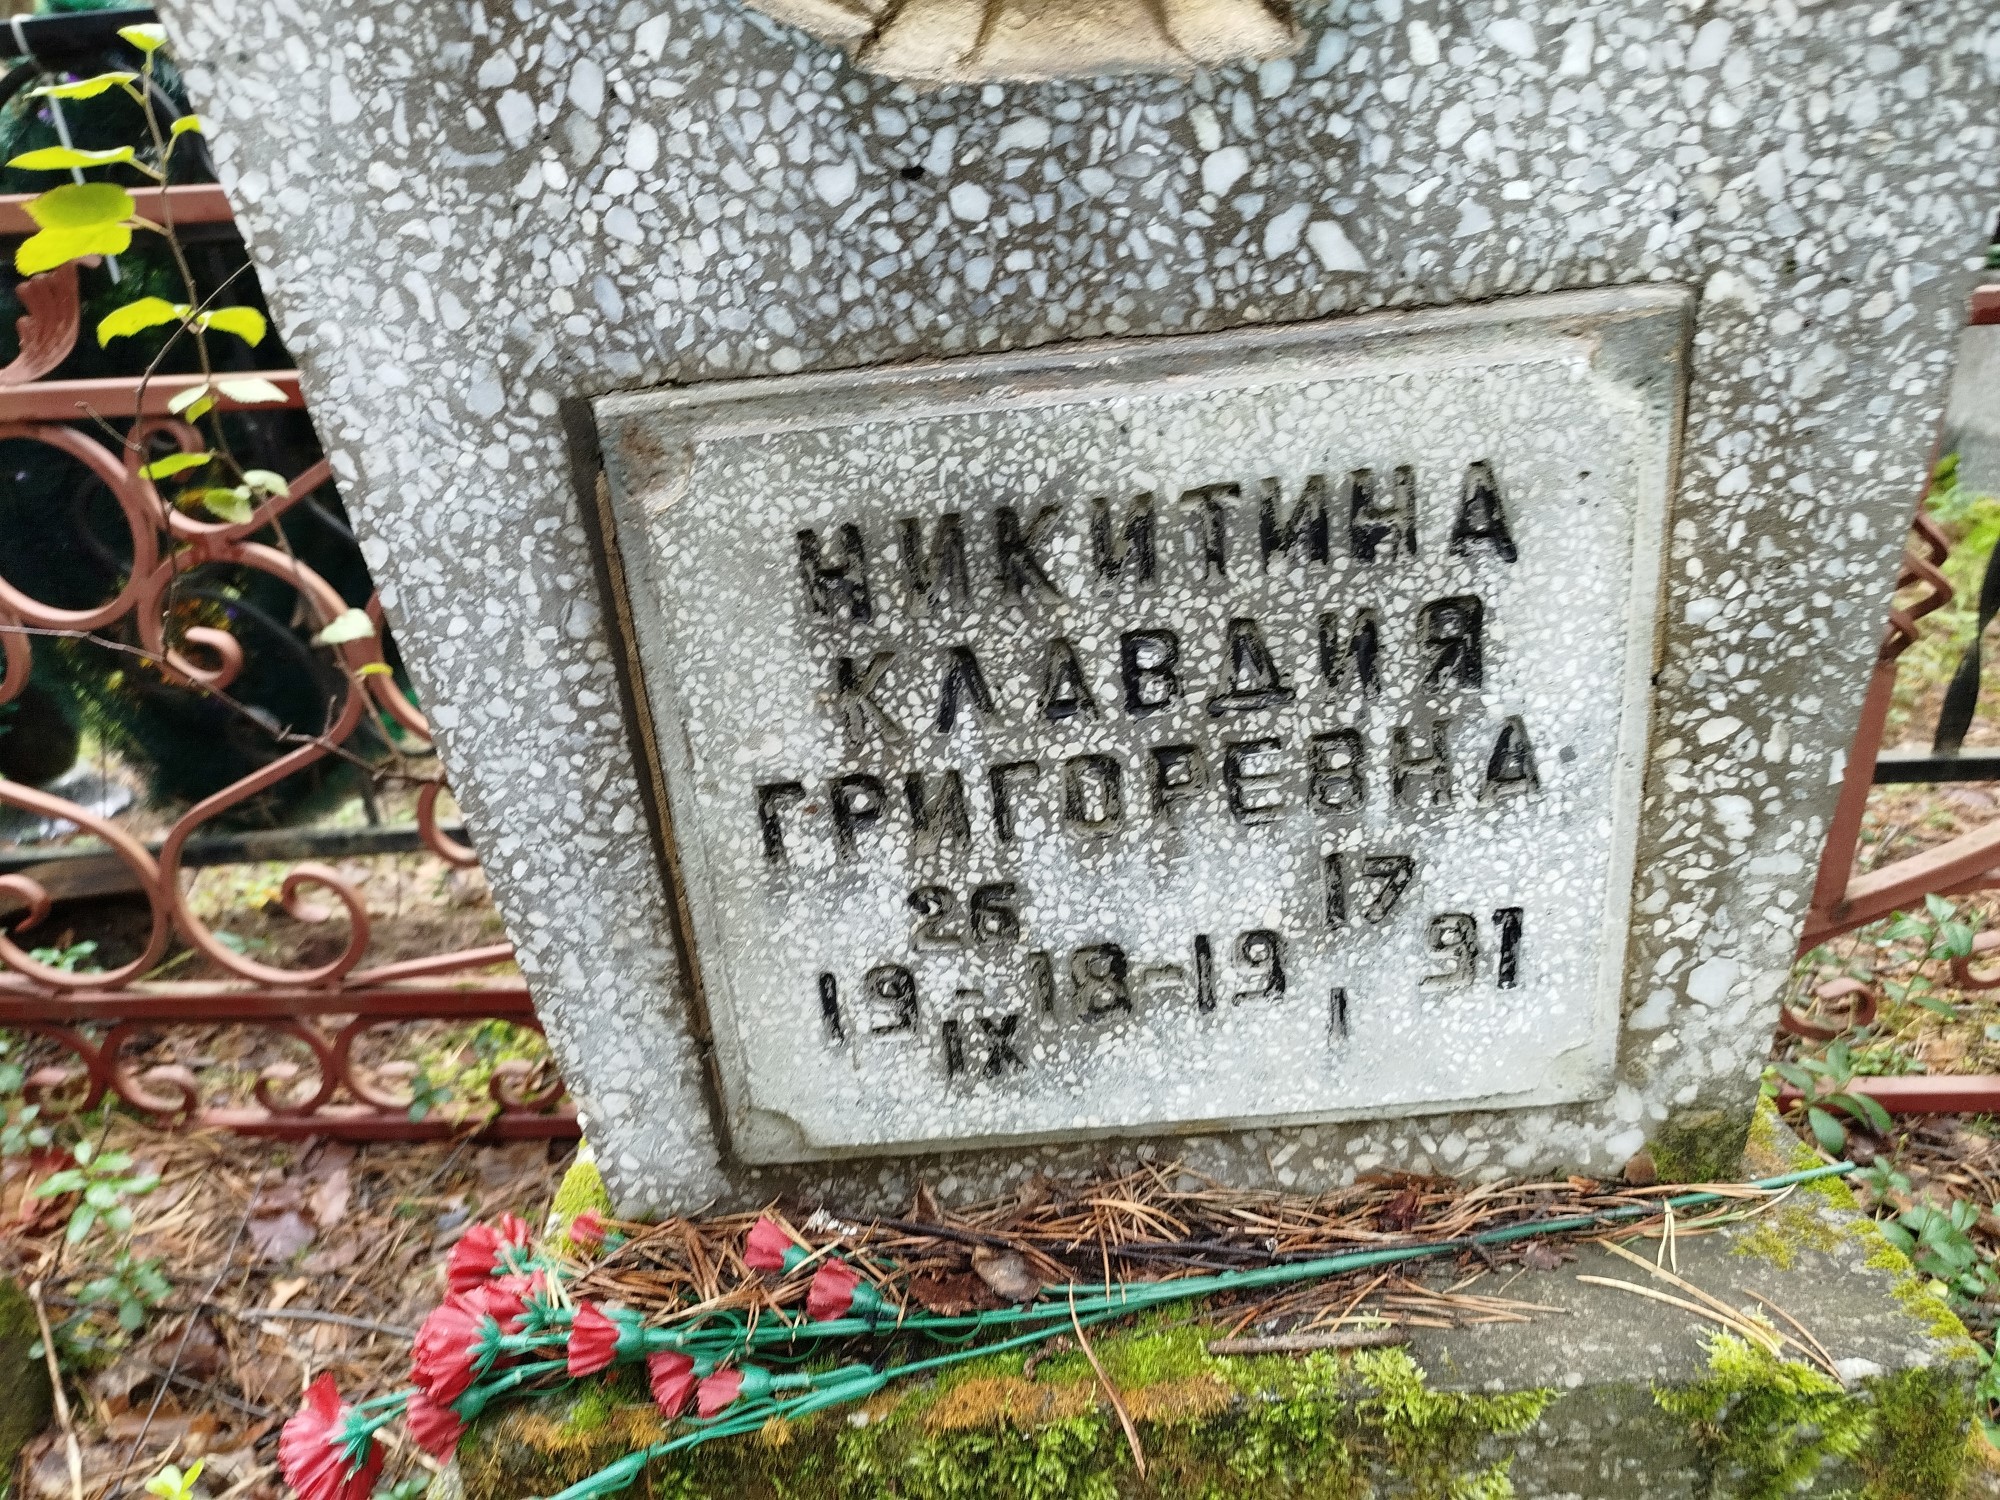 НИКИТИНА
КЛАВДИЯ
ГРИГОРЕВНА
26 17
19-18-19 91
IX I